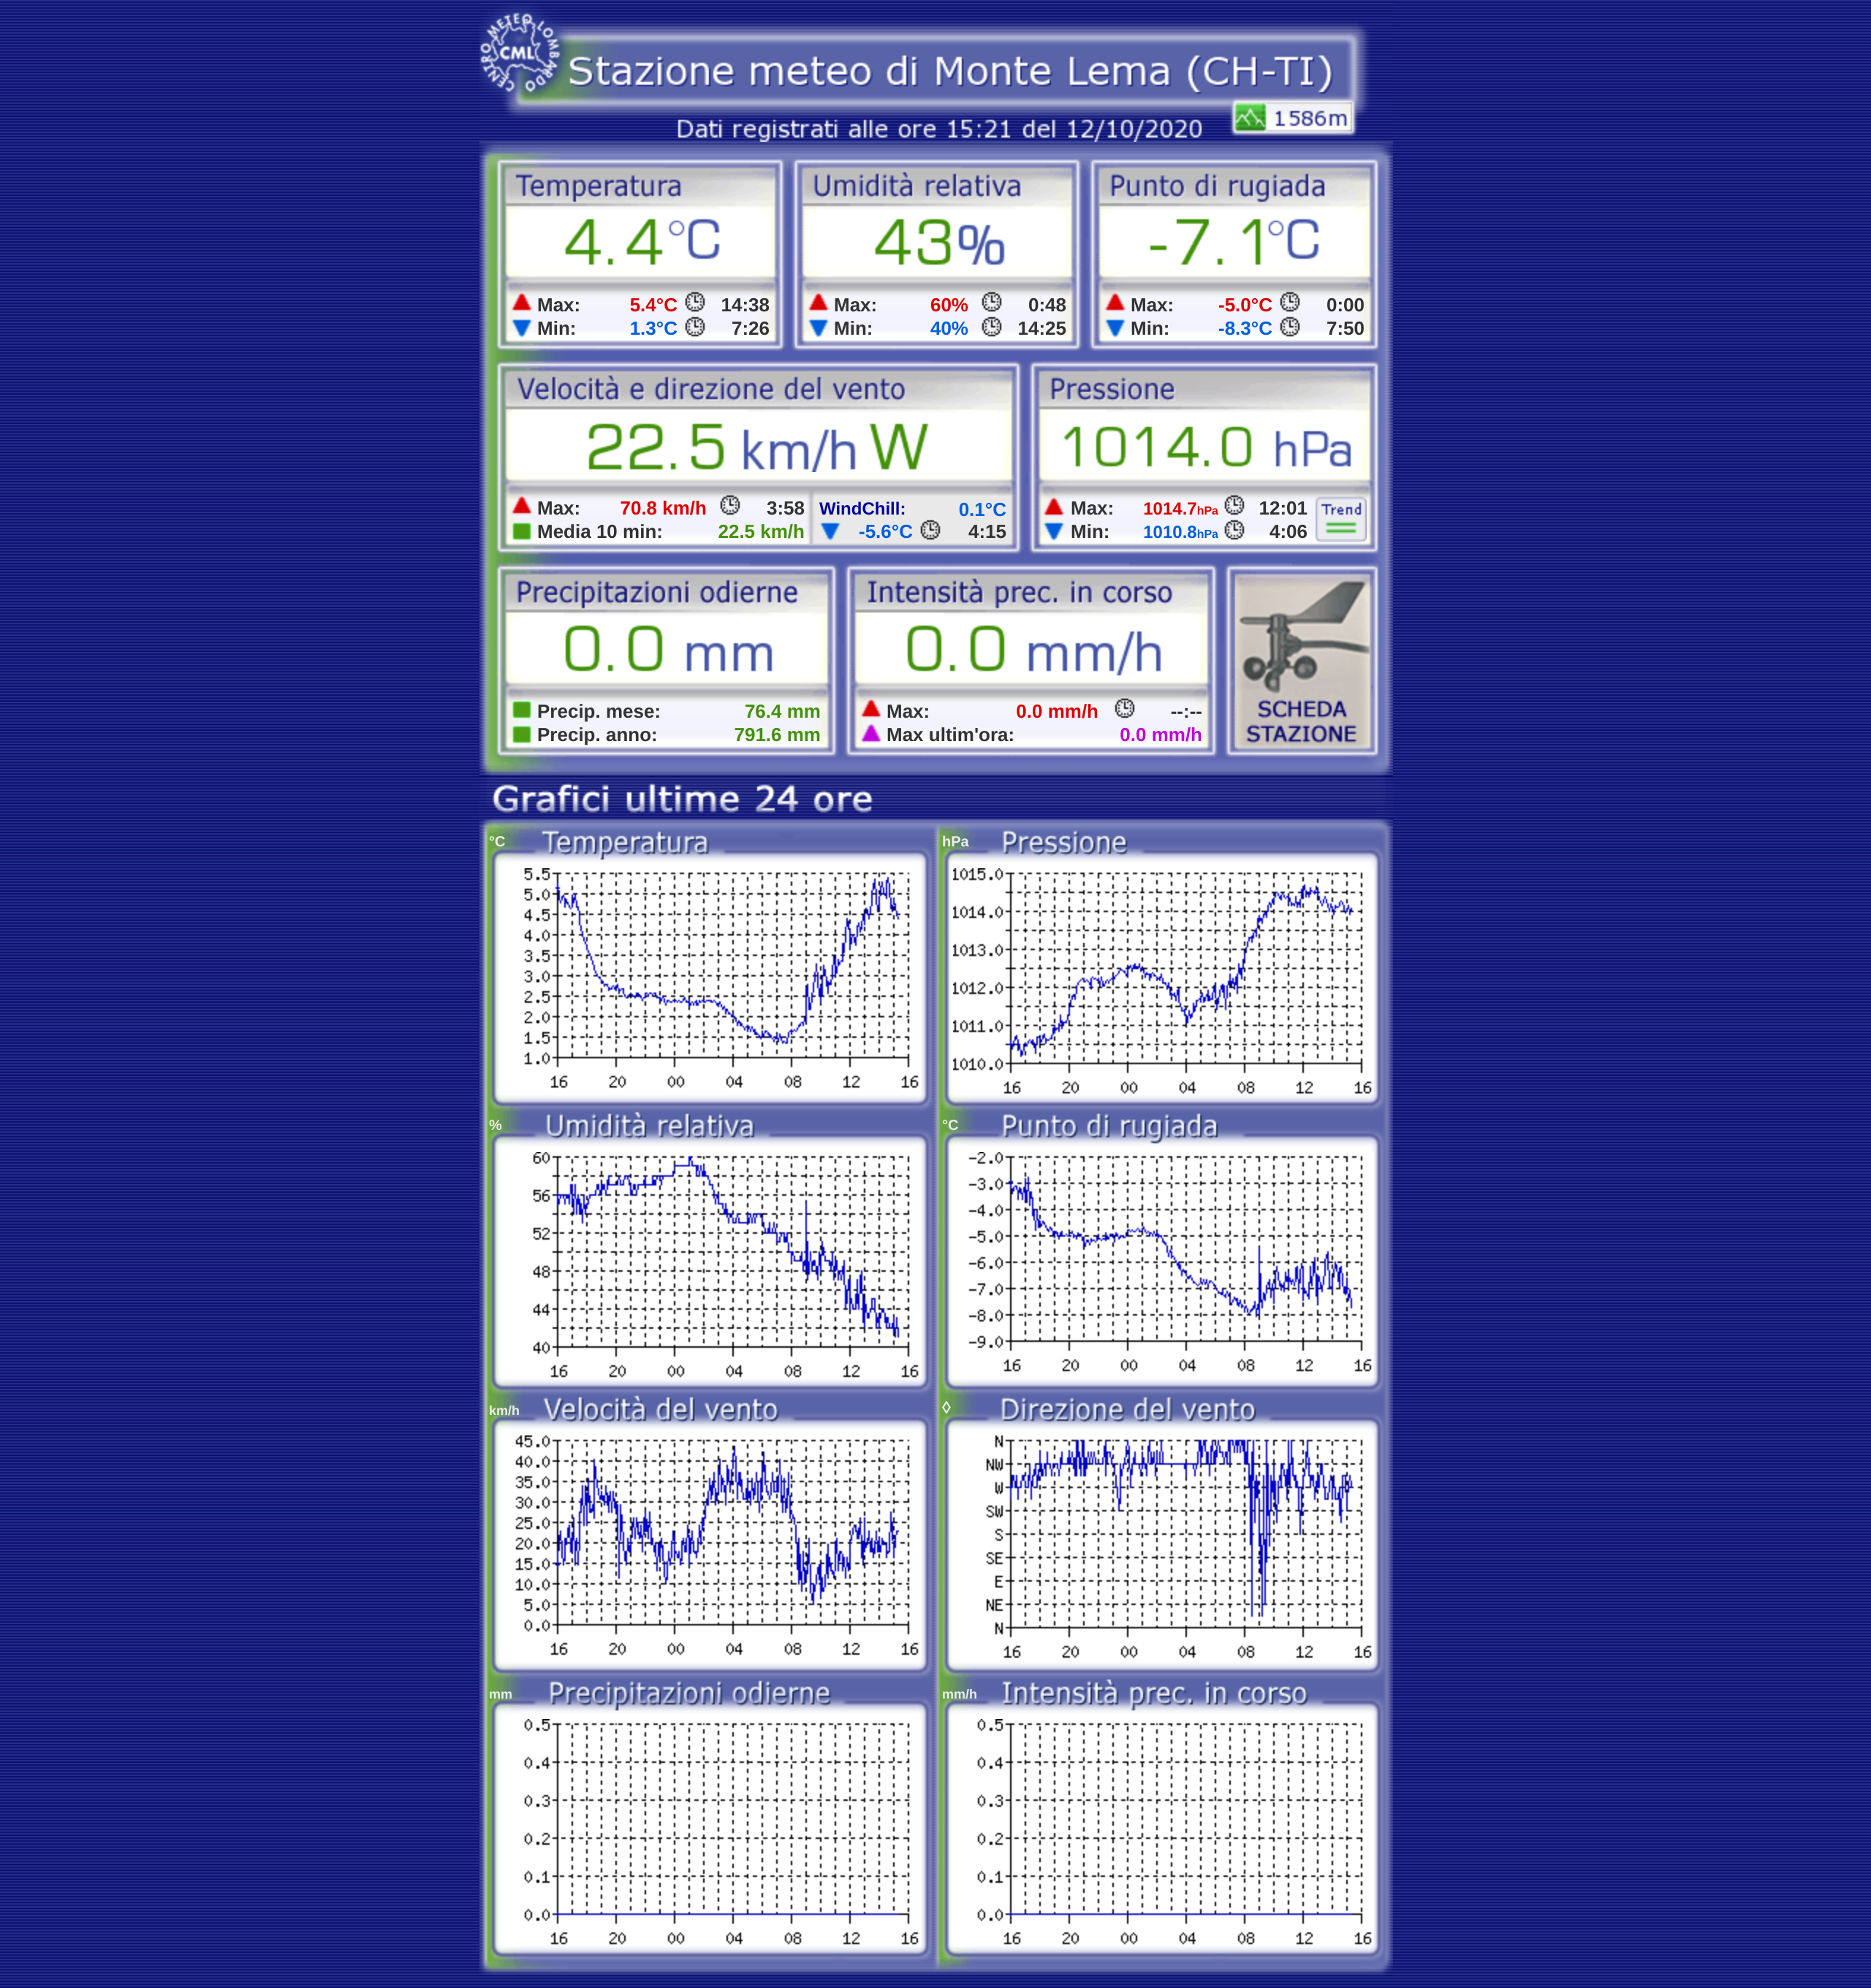 CENTRO METEO LOMBARDO
CML
Stazione meteo di Monte Lema (CH-TI)
1586m
Dati registrati alle ore 15:21 del 12/10/2020
Temperatura Umidità relativa Punto di rugiada
4.4°C 43% -7.1°C
Max: 5.4°C 14:38 Max: 60% 0:48 Max: -5.0°C 0:00
Min: 1.3°C 7:26 Min: 40% 14:25 Min: -8.3°C 7:50
Velocità e direzione del vento Pressione
22.5 km/h W 1014.0 hPa
Max: 70.8 km/h 3:58 WindChill: 0.1°C Max: 1014.7hPa 12:01 Trend
Media 10 min: 22.5 km/h -5.6°C 4:15 Min: 1010.8hPa 4:06
Precipitazioni odierne Intensità prec. in corso
0.0 mm 0.0 mm/h
Precip. mese: 76.4 mm Max: 0.0 mm/h --:-- SCHEDA
Precip. anno: 791.6 mm Max ultim'ora: 0.0 mm/h STAZIONE
Grafici ultime 24 ore
°C Temperatura
5.5
5.0
4.5
4.0
3.5
3.0
2.5
2.0
1.5
1.0
16 20 00 04 08 12 16
hPa Pressione
1015.0
1014.0
1013.0
1012.0
1011.0
1010.0
16 20 00 04 08 12 16
% Umidità relativa
60
56
52
48
44
40
16 20 00 04 08 12 16
°C Punto di rugiada
-2.0
-3.0
-4.0
-5.0
-6.0
-7.0
-8.0
-9.0
16 20 00 04 08 12 16
km/h Velocità del vento
45.0
40.0
35.0
30.0
25.0
20.0
15.0
10.0
5.0
0.0
16 20 00 04 08 12 16
◊ Direzione del vento
N
NW
W
SW
S
SE
E
NE
N
16 20 00 04 08 12 16
mm Precipitazioni odierne
0.5
0.4
0.3
0.2
0.1
0.0
16 20 00 04 08 12 16
mm/h Intensità prec. in corso
0.5
0.4
0.3
0.2
0.1
0.0
16 20 00 04 08 12 16